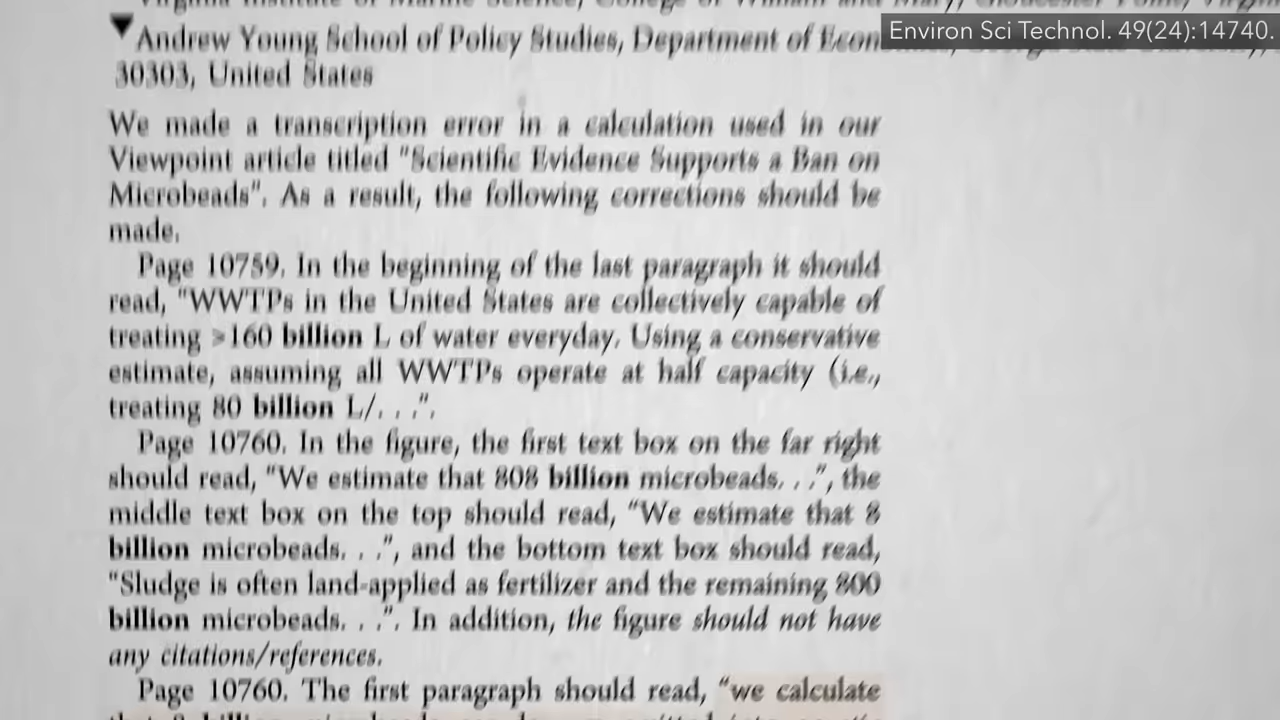 Environ Sci Technol. 49(24):14740.
Andrew Young School of Policy Studies, Department of
30303, United States
We made a transcription error in a calculation used in our
Viewpoint article titled "Scientific Evidence Supports a Ban on
Microbeads". As a result, the following corrections should be
made.
Page 10759. In the beginning of the last paragraph it should
read, “WWTPs in the United States are collectively capable of
treating >160 billion L of water everyday. Using a conservative
estimate, assuming all WWTPs operate at half capacity (i.e.,
treating 80 billion L/. . .”.
Page 10760. In the figure, the first text box on the far right
should read, “We estimate that 808 billion microbeads. . .”, the
middle text box on the top should read, “We estimate that 8
billion microbeads. . .”, and the bottom text box should read,
“Sludge is often land-applied as fertilizer and the remaining 800
billion microbeads. . .”. In addition, the figure should not have
any citations/references.
Page 10760. The first paragraph should read, “we calculate